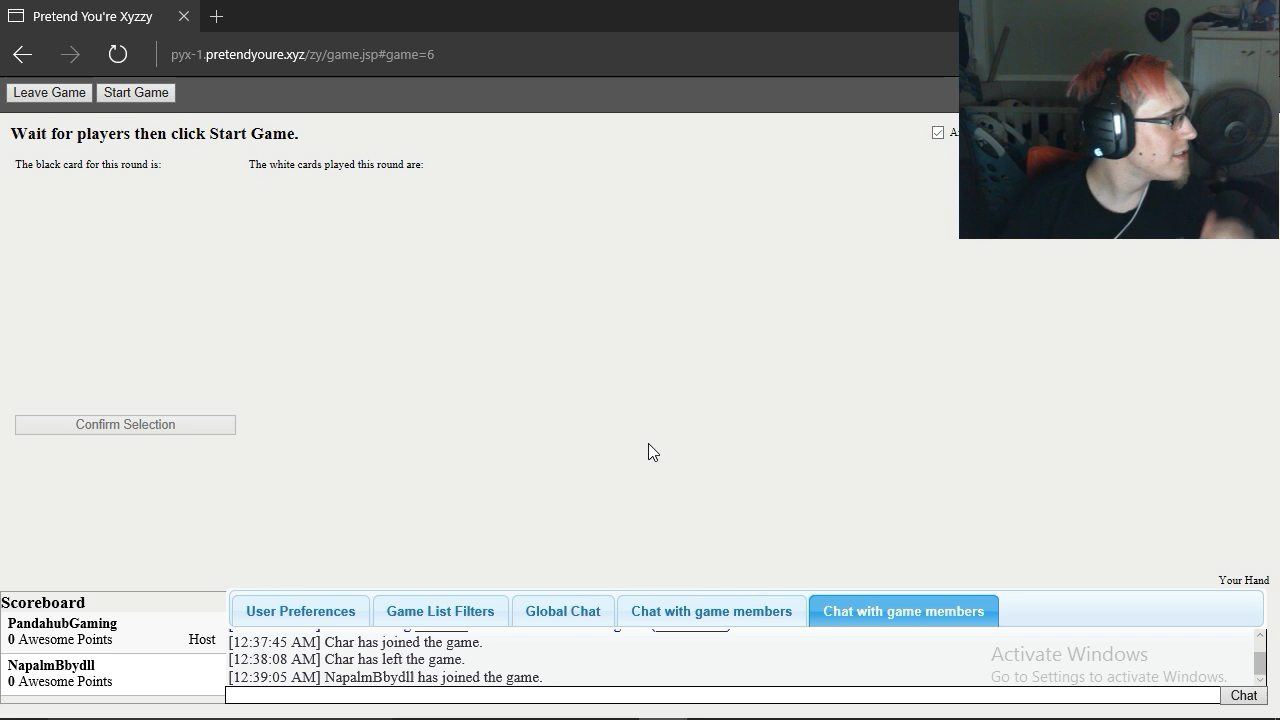 Pretend You're Xyzzy
pyx-1.pretendyoure.xyz/zy/game.jsp#game=6
Leave Game Start Game
Wait for players then click Start Game.
The black card for this round is:
The white cards played this round are:
Confirm Selection
Your Hand
Scoreboard
PandahubGaming
0 Awesome Points Host
NapalmBbydll
0 Awesome Points
User Preferences Game List Filters Global Chat Chat with game members Chat with game members
[12:37:45 AM] Char has joined the game.
[12:38:08 AM] Char has left the game.
[12:39:05 AM] NapalmBbydll has joined the game.
Activate Windows
Go to Settings to activate Windows.
Chat